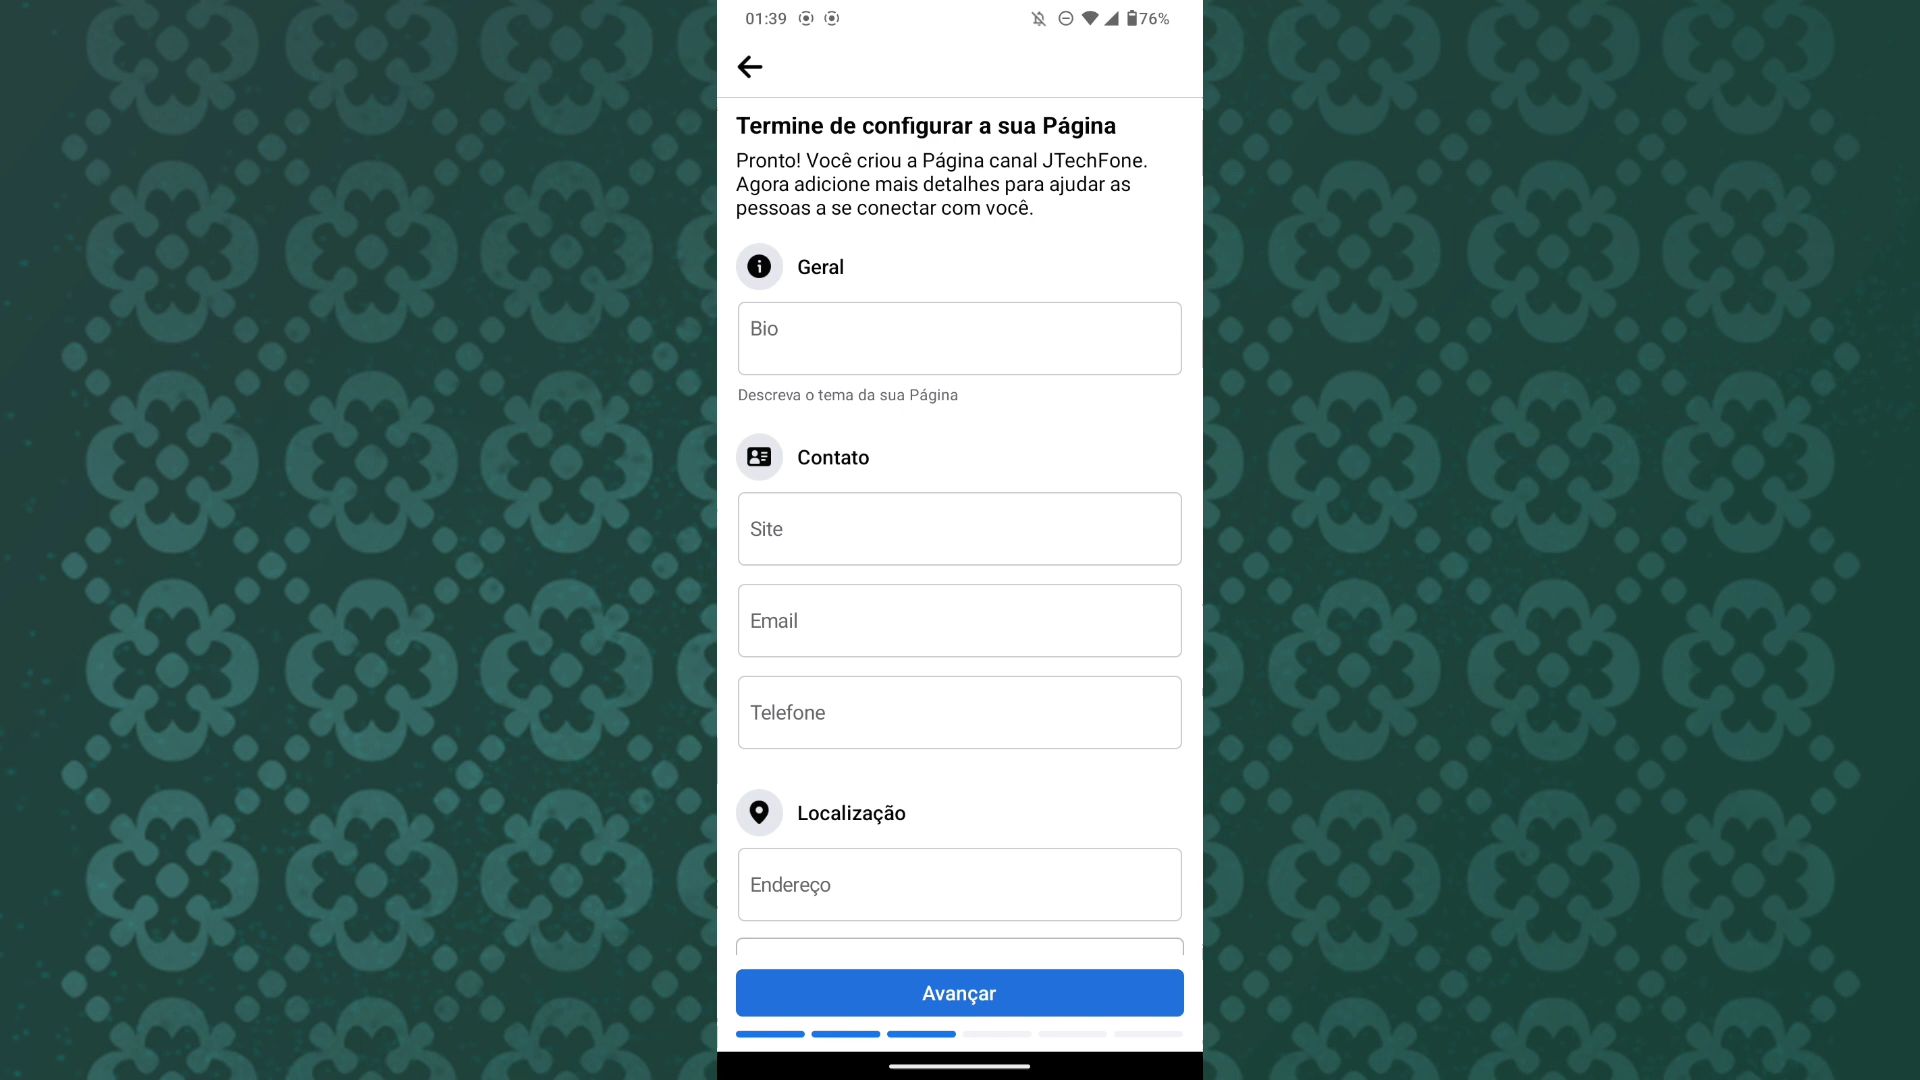 01:39
76%
Termine de configurar a sua Página
Pronto! Você criou a Página canal JTechFone.
Agora adicione mais detalhes para ajudar as
pessoas a se conectar com você.
Geral
Bio
Descreva o tema da sua Página
Contato
Site
Email
Telefone
Localização
Endereço
Avançar